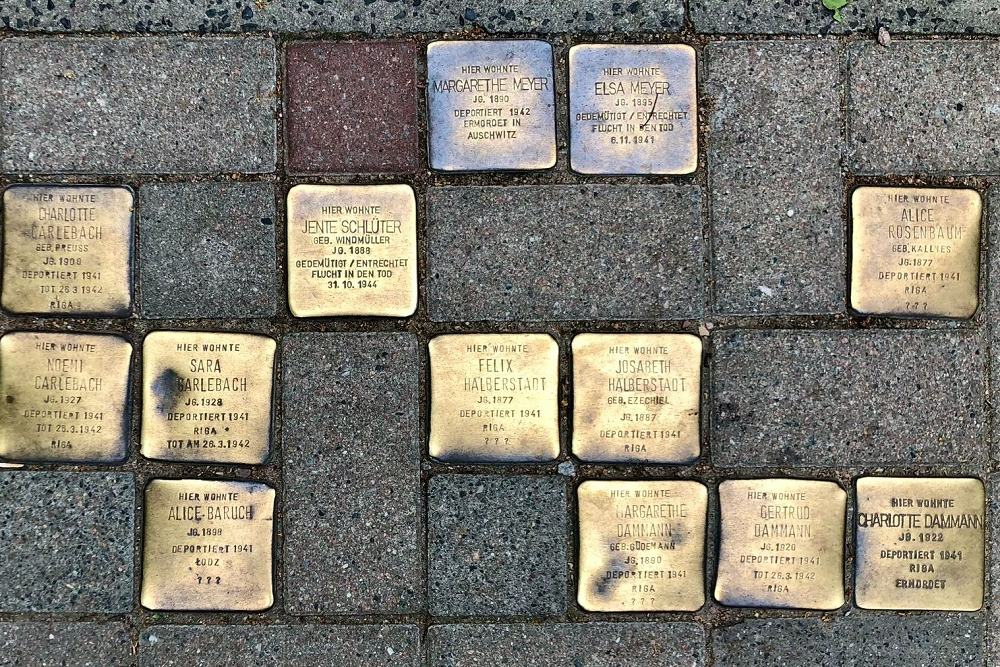 HIER WOHNTE
MARGARETHE MEYER
JG. 1890
DEPORTIERT 1942
ERMORDET IN
AUSCHWITZ
HIER WOHNTE
ELSA MEYER
JG. 1895
GEDEMÜTIGT / ENTRECHTET
FLUCHT IN DEN TOD
6.11.1941
HIER WOHNTE
CHARLOTTE
CARLEBACH
GEB. PREUSS
JG. 1900
DEPORTIERT 1941
TOT 26.3.1942
RIGA
HIER WOHNTE
JENTE SCHLÜTER
GEB. WINDMÜLLER
JG. 1888
GEDEMÜTIGT / ENTRECHTET
FLUCHT IN DEN TOD
31. 10. 1944
HIER WOHNTE
ALICE
ROSENBAUM
GEB. KALLIES
JG. 1877
DEPORTIERT 1941
RIGA
? ? ?
HIER WOHNTE
NOEMI
CARLEBACH
JG. 1927
DEPORTIERT 1941
TOT 26.3.1942
RIGA
HIER WOHNTE
SARA
CARLEBACH
JG. 1928
DEPORTIERT 1941
RIGA
TOT AM 26.3.1942
HIER WOHNTE
FELIX
HALBERSTADT
JG. 1877
DEPORTIERT 1941
RIGA
? ? ?
HIER WOHNTE
JOSABETH
HALBERSTADT
GEB. EZECHIEL
JG. 1887
DEPORTIERT 1941
RIGA
HIER WOHNTE
ALICE BARUCH
JG. 1898
DEPORTIERT 1941
ŁODZ
? ? ?
HIER WOHNTE
MARGARETHE
DAMMANN
GEB. GÜDEMANN
JG. 1890
DEPORTIERT 1941
RIGA
? ? ?
HIER WOHNTE
GERTRUD
DAMMANN
JG. 1920
DEPORTIERT 1941
TOT 26.3.1942
RIGA
HIER WOHNTE
CHARLOTTE DAMMANN
JG. 1922
DEPORTIERT 1941
RIGA
ERMORDET